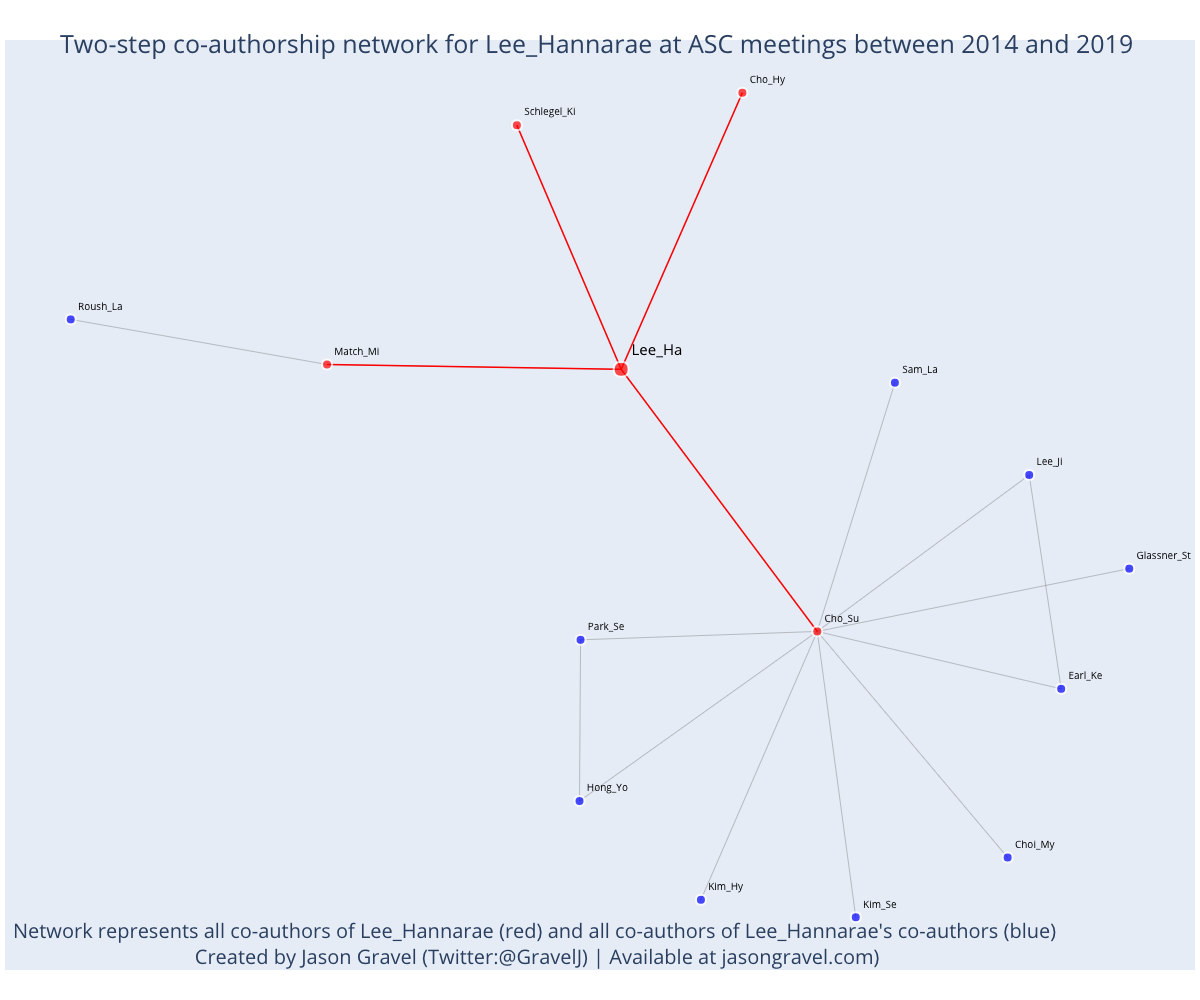 Two-step co-authorship network for Lee_Hannarae at ASC meetings between 2014 and 2019
Cho_Hy
Schlegel_Ki
Roush_La
Match_Mi
Lee_Ha
Sam_La
Lee_Ji
Glassner_St
Cho_Su
Park_Se
Earl_Ke
Hong_Yo
Choi_My
Kim_Hy
Kim_Se
Network represents all co-authors of Lee_Hannarae (red) and all co-authors of Lee_Hannarae's co-authors (blue)
Created by Jason Gravel (Twitter:@GravelJ) | Available at jasongravel.com)